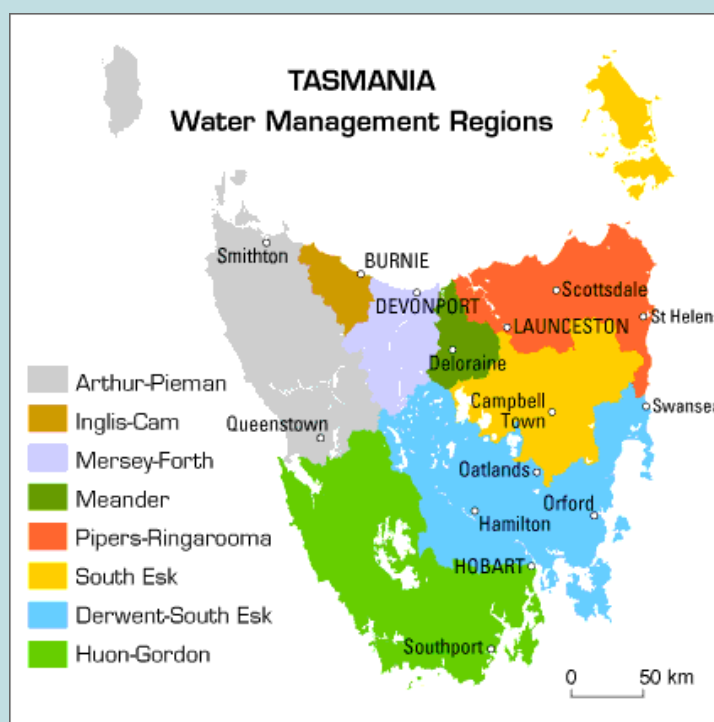 TASMANIA
Water Management Regions
Smithton
BURNIE
DEVONPORT
Scottsdale
St Helens
LAUNCESTON
Deloraine
Arthur-Pieman
Inglis-Cam
Mersey-Forth
Meander
Pipers-Ringarooma
South Esk
Derwent-South Esk
Huon-Gordon
Queenstown
Campbell
Town
Swansea
Oatlands
Orford
Hamilton
HOBART
Southport
0 50 km